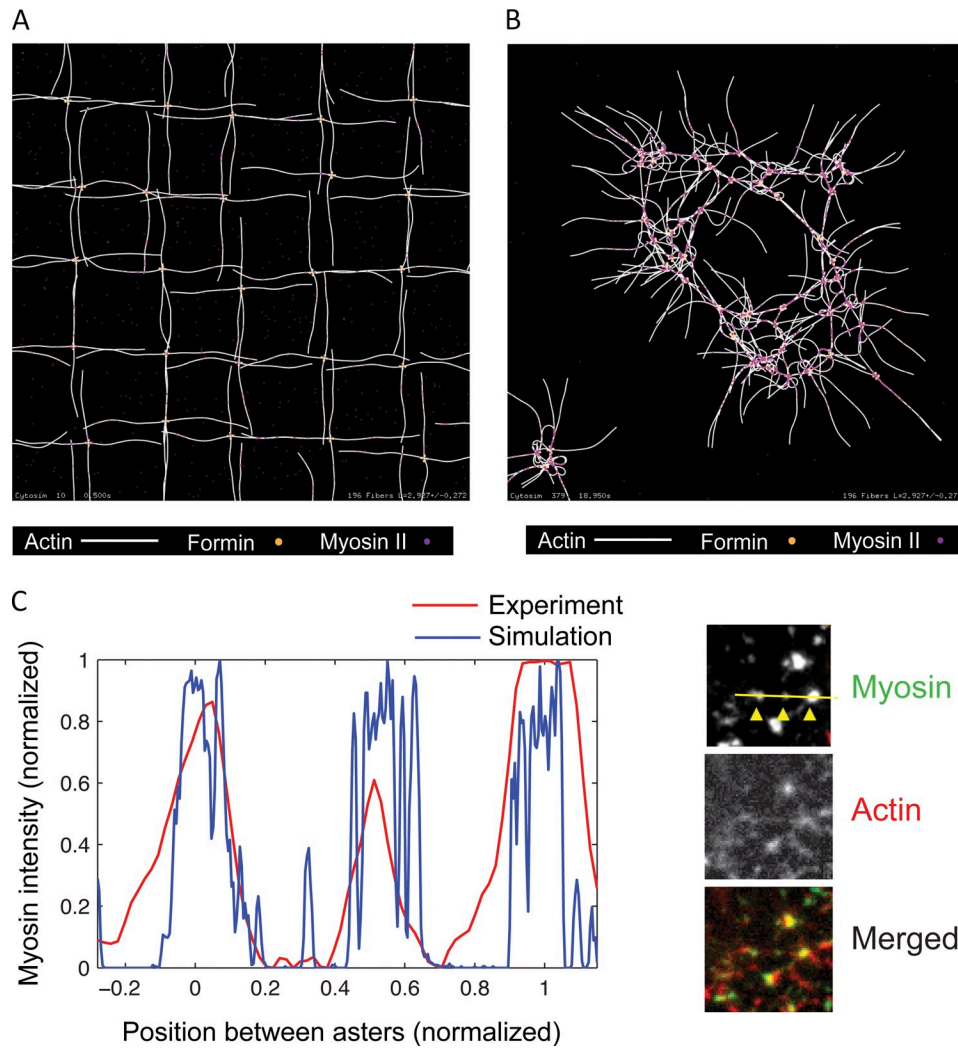 A
B
Cytosim 10 0.500s
196 Fibers L=2.927+/-0.272
Cytosim 379 18.950s
196 Fibers L=2.927+/-0.27
Actin Formin Myosin II
Actin Formin Myosin II
C
Experiment
Simulation
Myosin intensity (normalized)
1
0.8
0.6
0.4
0.2
0
−0.2 0 0.2 0.4 0.6 0.8 1
Position between asters (normalized)
Myosin
Actin
Merged